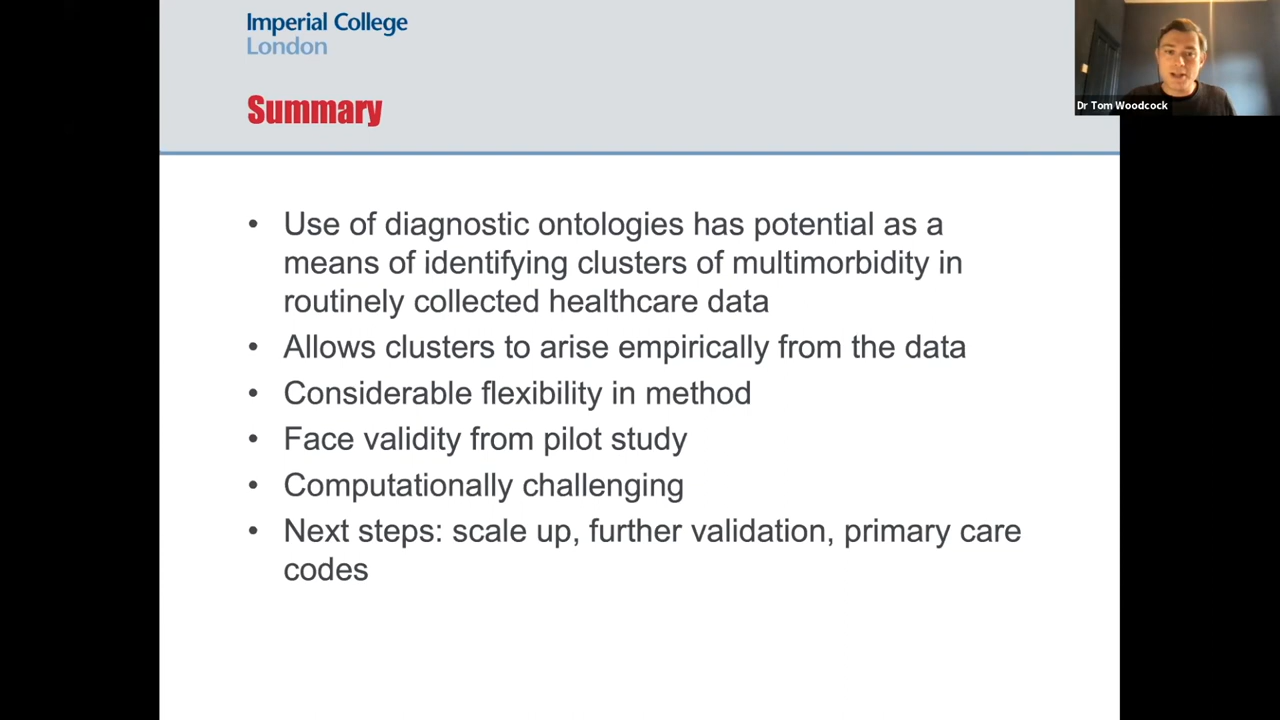 Imperial College
London
Summary
Dr Tom Woodcock
• Use of diagnostic ontologies has potential as a
means of identifying clusters of multimorbidity in
routinely collected healthcare data
• Allows clusters to arise empirically from the data
• Considerable flexibility in method
• Face validity from pilot study
• Computationally challenging
• Next steps: scale up, further validation, primary care
codes